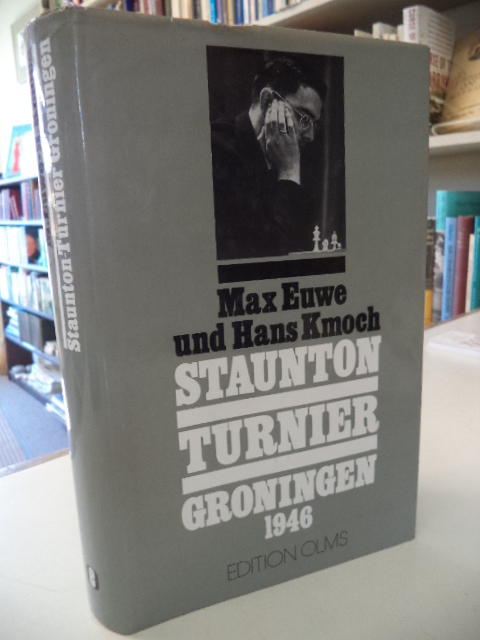 Staunton-Turnier Groningen
Max Euwe
und Hans Kmoch
STAUNTON
TURNIER
GRONINGEN
1946
EDITION OLMS